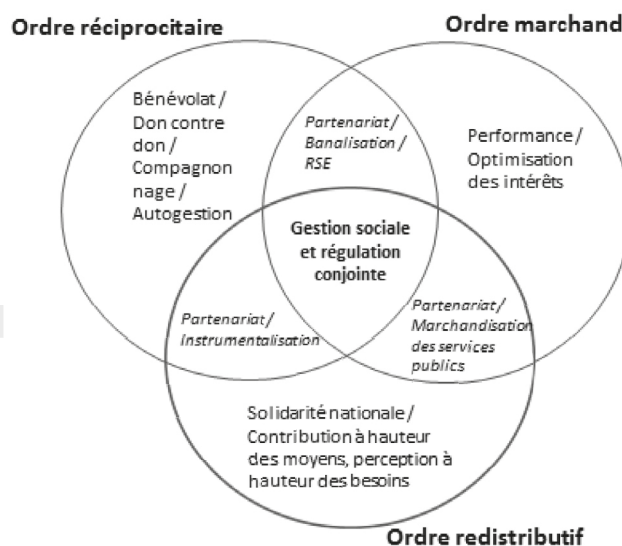 Ordre réciprocitaire
Ordre marchand
Bénévolat /
Don contre
don /
Compagnon
nage /
Autogestion
Partenariat /
Banalisation /
RSE
Performance /
Optimisation
des intérêts
Gestion sociale
et régulation
conjointe
Partenariat/
Instrumentalisation
Partenariat/
Marchandisation
des services
publics
Solidarité nationale /
Contribution à hauteur
des moyens, perception à
hauteur des besoins
Ordre redistributif